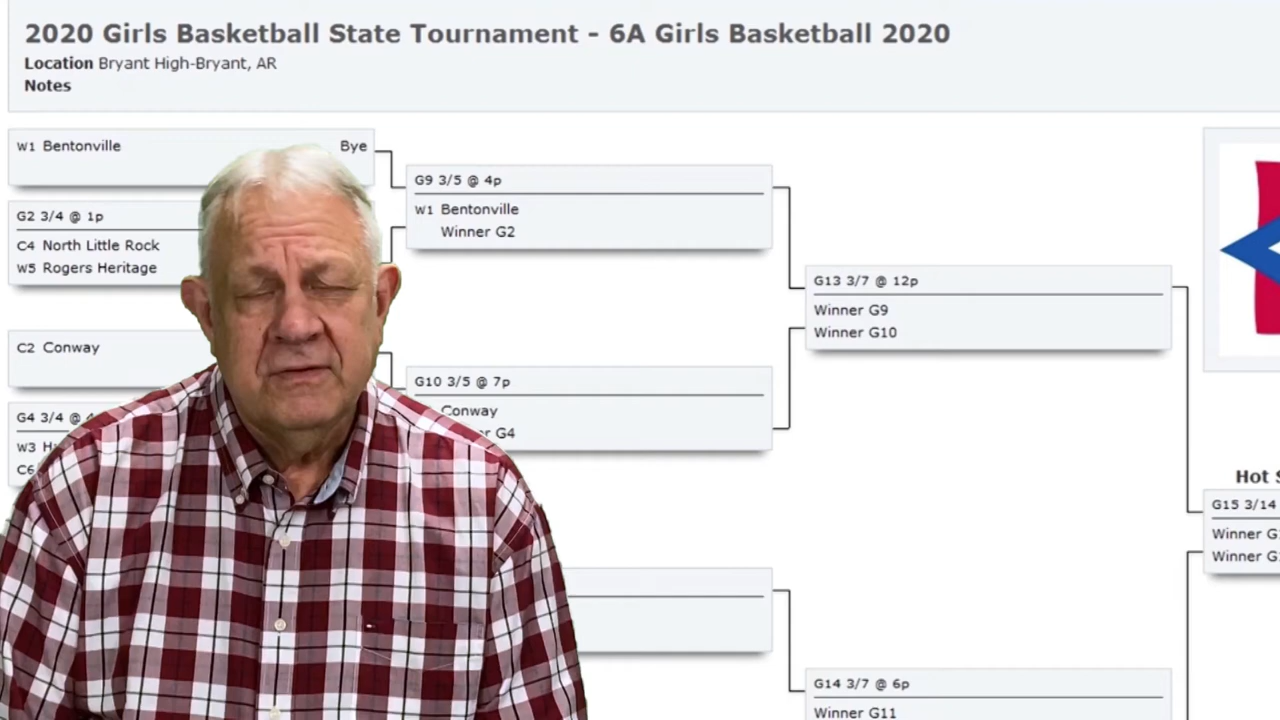 2020 Girls Basketball State Tournament - 6A Girls Basketball 2020
Location Bryant High-Bryant, AR
Notes
W1 Bentonville Bye
G2 3/4 @ 1p
C4 North Little Rock
W5 Rogers Heritage
C2 Conway
G4 3/4 @
W3
C6
G9 3/5 @ 4p
W1 Bentonville
Winner G2
G10 3/5 @ 7p
Conway
G4
G13 3/7 @ 12p
Winner G9
Winner G10
G14 3/7 @ 6p
Winner G11
Hot
G15 3/14
Winner
Winner